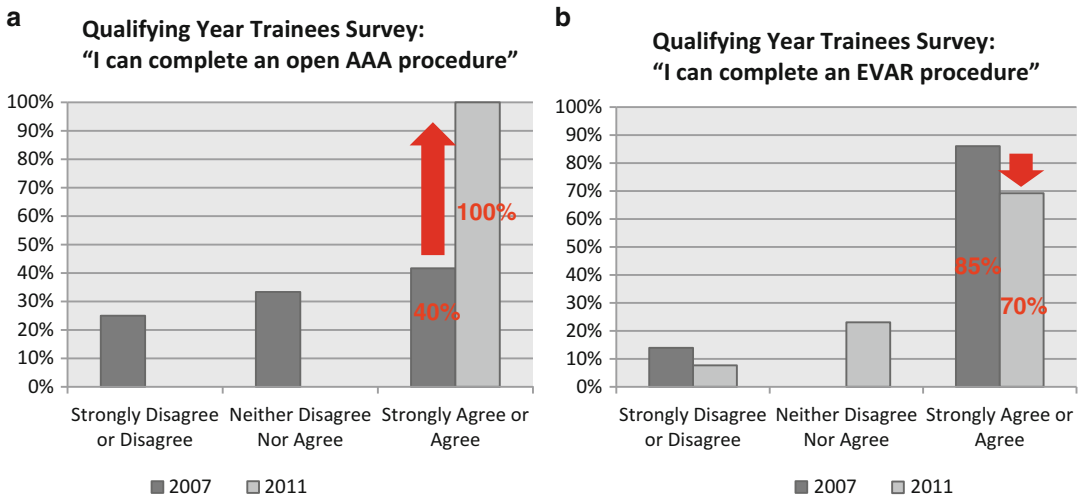 a
Qualifying Year Trainees Survey:
“I can complete an open AAA procedure”
100%
90%
80%
70%
60%
50%
40%
30%
20%
10%
0%
100%
40%
Strongly Disagree
or Disagree
Neither Disagree
Nor Agree
Strongly Agree or
Agree
2007
2011
b
Qualifying Year Trainees Survey:
“I can complete an EVAR procedure”
100%
90%
80%
70%
60%
50%
40%
30%
20%
10%
0%
85%
70%
Strongly Disagree
or Disagree
Neither Disagree
Nor Agree
Strongly Agree or
Agree
2007
2011